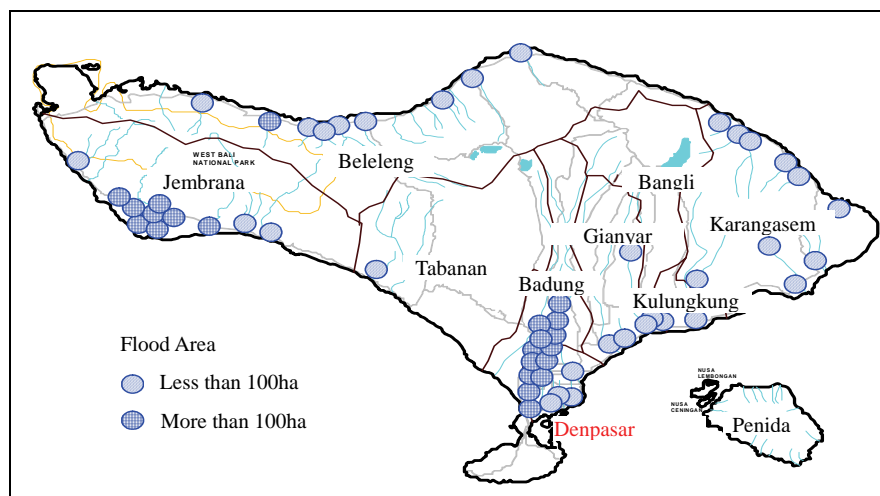 WEST BALI
NATIONAL PARK
Beleleng
Jembrana
Bangli
Gianyar
Karangasem
Tabanan
Badung
Kulungkung
Flood Area
Less than 100ha
More than 100ha
NUSA
LEMBONGAN
NUSA
CENINGAN
Penida
Denpasar